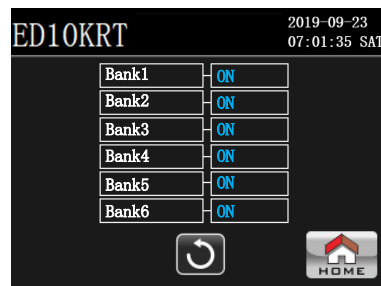 ED10KRT
2019-09-23
07:01:35 SAT
Bank1 ON
Bank2 ON
Bank3 ON
Bank4 ON
Bank5 ON
Bank6 ON
HOME